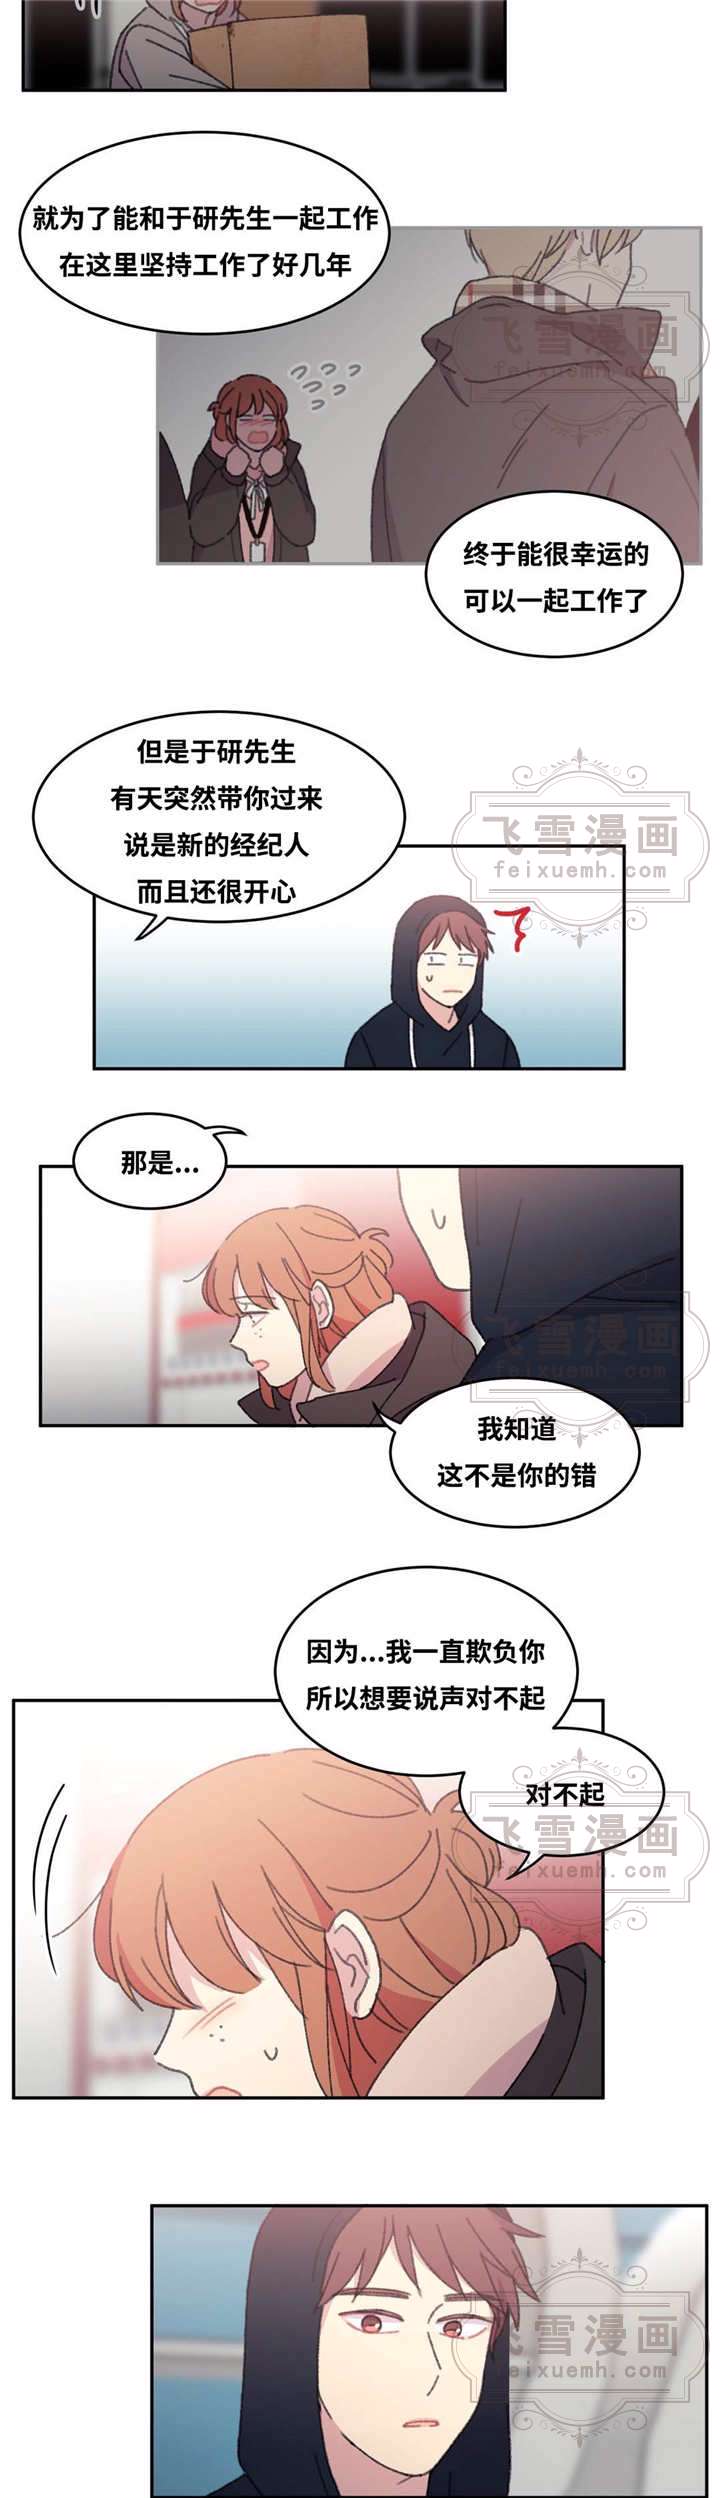 就为了能和于研先生一起工作
在这里坚持工作了好几年
飞雪漫画
feixuemh.com
终于能很幸运的
可以一起工作了
但是于研先生
有天突然带你过来
说是新的经纪人
而且还很开心
飞雪漫画
feixuemh.com
那是...
飞雪漫画
feixuemh.com
我知道
这不是你的错
因为...我一直欺负你
所以想要说声对不起
对不起
飞雪漫画
feixuemh.com
飞雪漫画
feixuemh.com